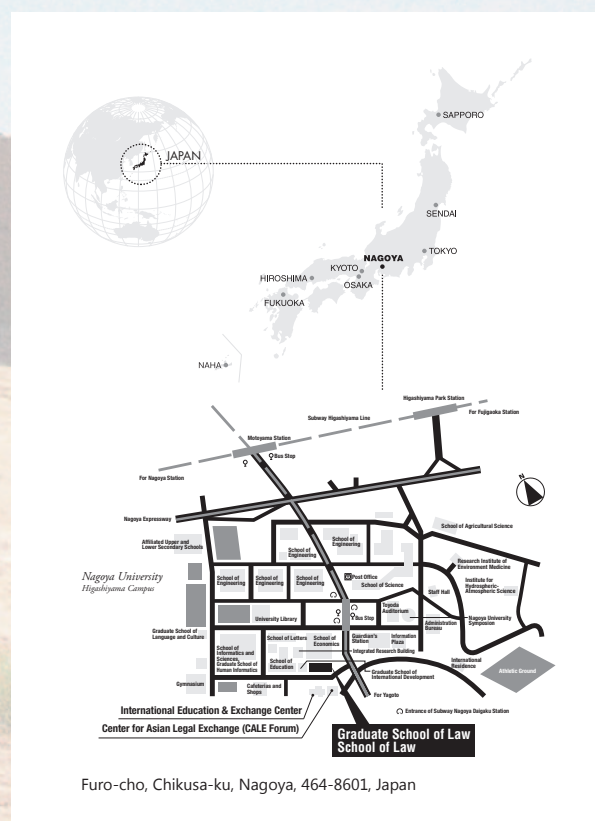 JAPAN
SAPPORO
SENDAI
TOKYO
NAGOYA
KYOTO
OSAKA
HIROSHIMA
FUKUOKA
NAHA
Higashiyama Park Station
Subway Higashiyama Line
For Fujigaoka Station
Motoyama Station
Bus Stop
For Nagoya Station
N
Nagoya Expressway
School of Agricultural Science
Affiliated Upper and
Lower Secondary Schools
School of
Engineering
School of
Engineering
Research Institute of
Environment Medicine
Nagoya University
Higashiyama Campus
School of
Engineering
School of
Engineering
School of
Engineering
Post Office
School of Science
Institute for
Hydrospheric-
Atmospheric Science
Staff Hall
University Library
Bus Stop
Toyoda
Auditorium
Administration
Bureau
Nagoya University
Symposion
Graduate School of
Language and Culture
School of
Informatics and
Sciences,
Graduate School of
Human Informatics
School of Letters
School of
Economics
Guardian's
Station
Information
Plaza
Integrated Research Building
School of
Education
Graduate School of
International Development
International
Residence
Athletic Ground
Gymnasium
Cafeterias and
Shops
For Yagoto
Entrance of Subway Nagoya Daigaku Station
International Education & Exchange Center
Center for Asian Legal Exchange (CALE Forum)
Graduate School of Law
School of Law
Furo-cho, Chikusa-ku, Nagoya, 464-8601, Japan